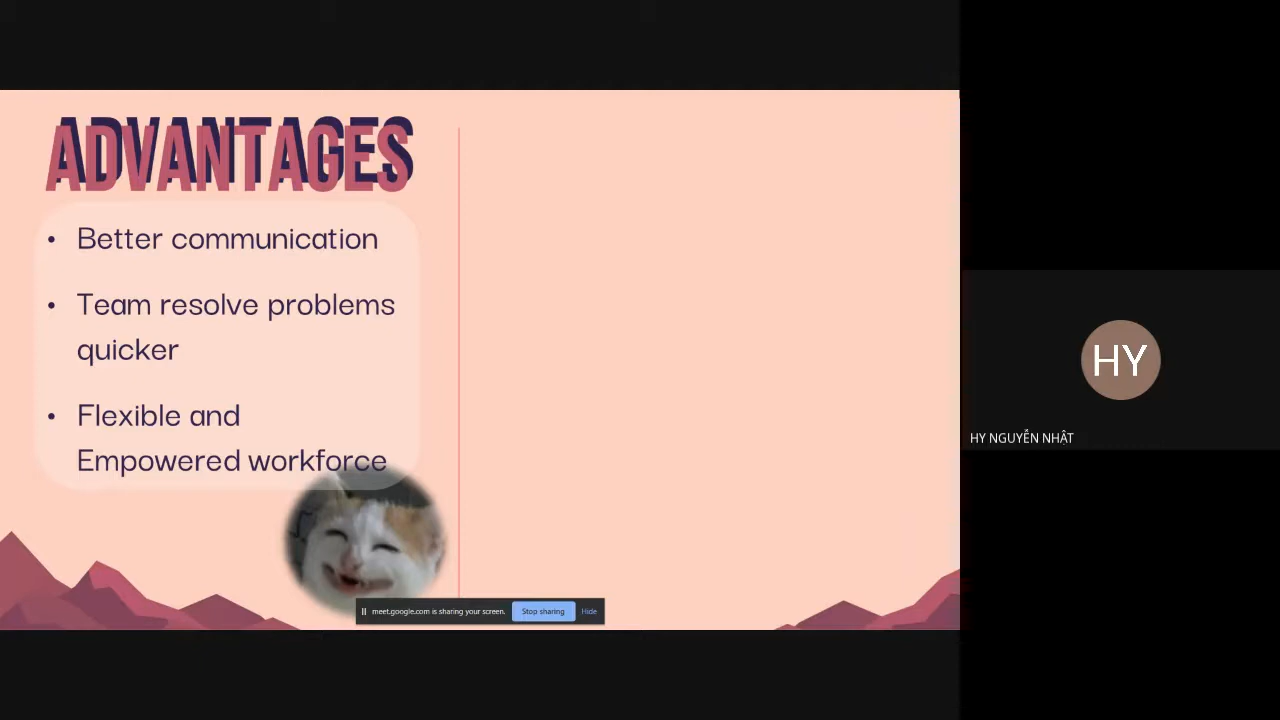 ADVANTAGES
• Better communication
• Team resolve problems
quicker
• Flexible and
Empowered workforce
meet.google.com is sharing your screen. Stop sharing Hide
HY
HY NGUYỄN NHẬT